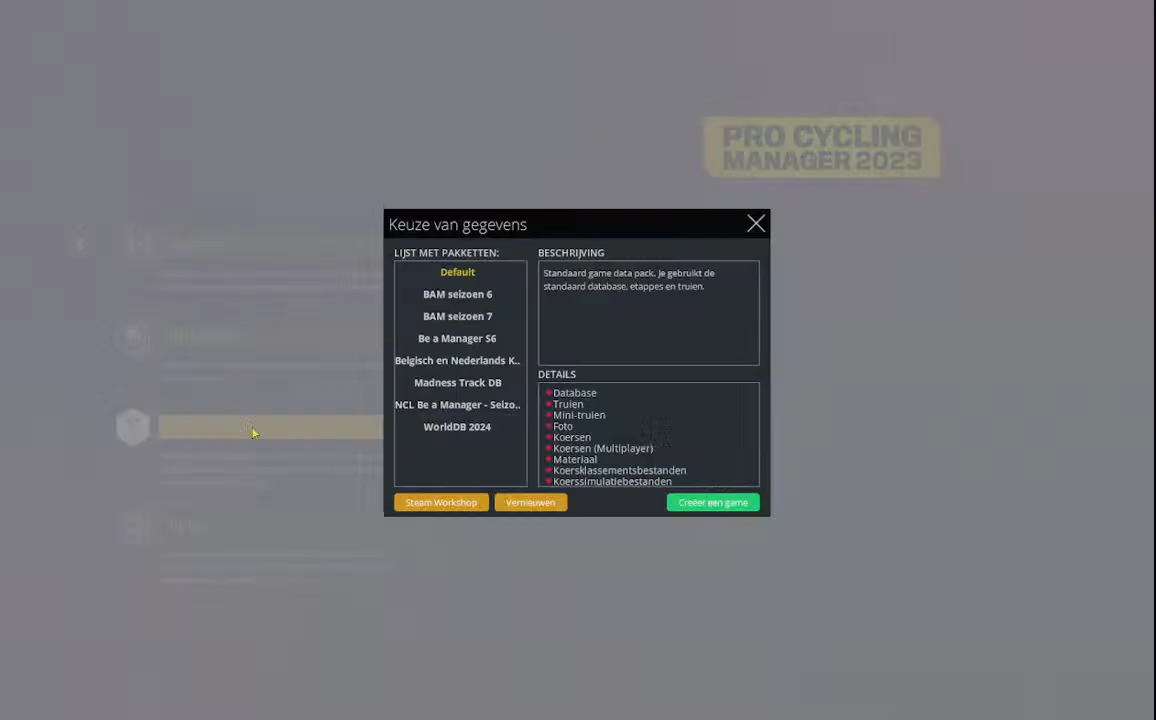 PRO CYCLING
MANAGER 2023
Keuze van gegevens
LIJST MET PAKKETTEN:
Default
BAM seizoen 6
BAM seizoen 7
Be a Manager S6
Belgisch en Nederlands K..
Madness Track DB
NCL Be a Manager - Seizo..
WorldDB 2024
BESCHRIJVING
Standaard game data pack. Je gebruikt de
standaard database, etappes en truien.
DETAILS
Database
Truien
Mini-truien
Foto
Koersen
Koersen (Multiplayer)
Materiaal
Koersklassementsbestanden
Koerssimulatiebestanden
Steam Workshop
Vernieuwen
Creëer een game